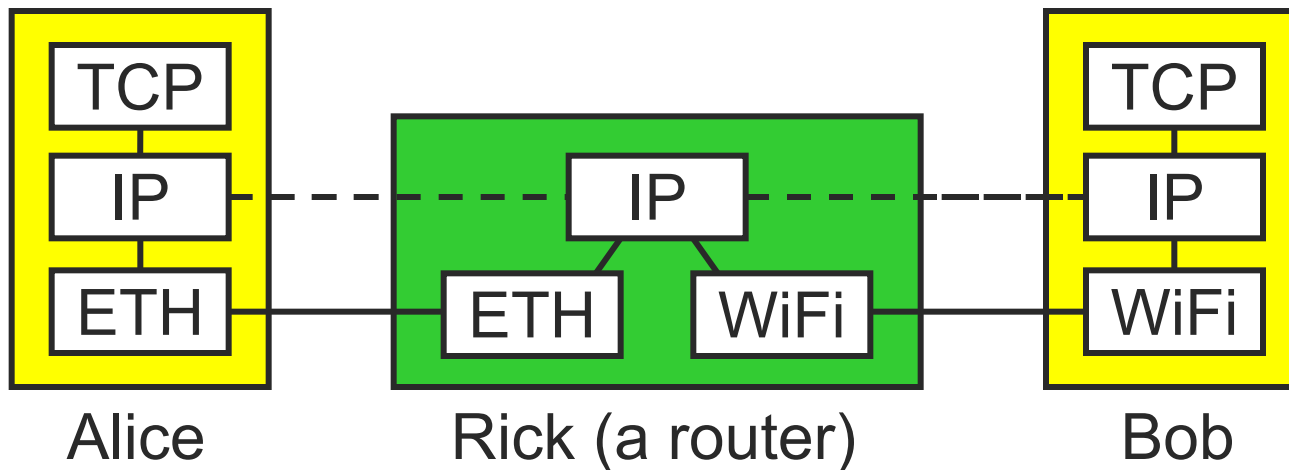 TCP
IP
ETH
Alice
IP
ETH
WiFi
Rick (a router)
TCP
IP
WiFi
Bob